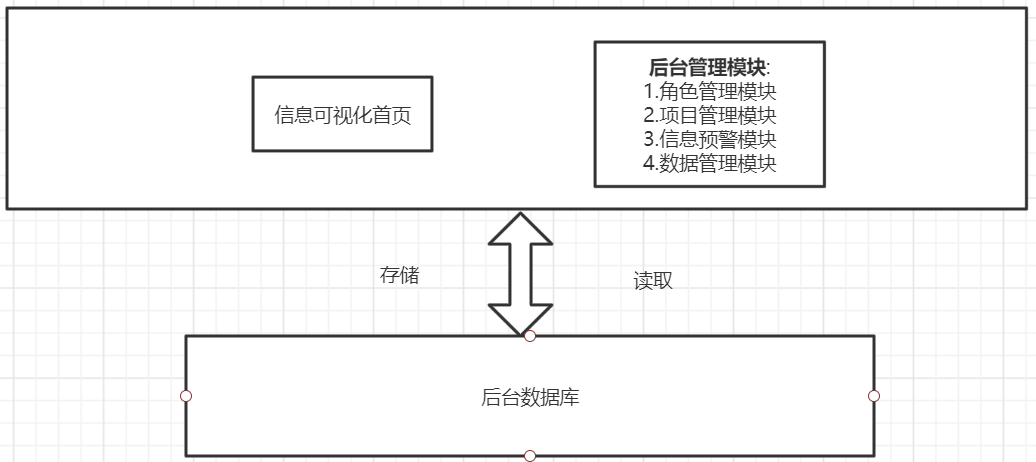 信息可视化首页
后台管理模块:
1.角色管理模块
2.项目管理模块
3.信息预警模块
4.数据管理模块
存储
读取
后台数据库